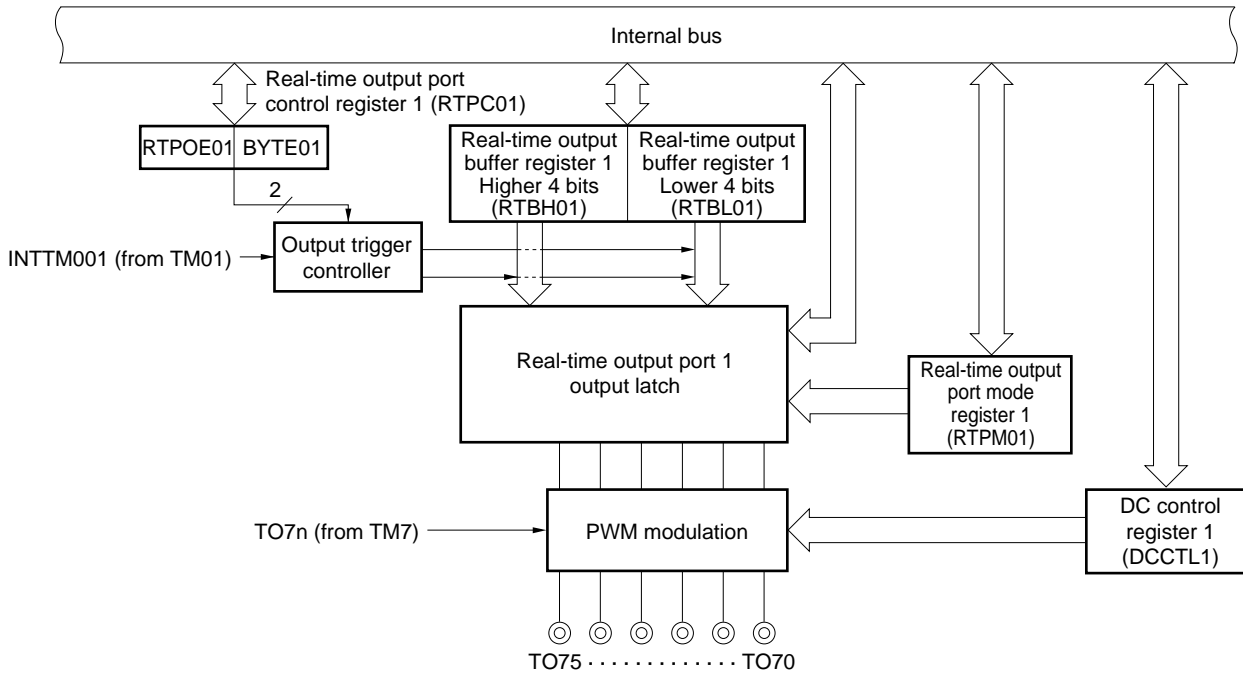 Internal bus
Real-time output port
control register 1 (RTPC01)
RTPOE01 BYTE01
Real-time output
buffer register 1
Higher 4 bits
(RTBH01)
Real-time output
buffer register 1
Lower 4 bits
(RTBL01)
2
INTTM001 (from TM01)
Output trigger
controller
Real-time output port 1
output latch
Real-time output
port mode
register 1
(RTPM01)
TO7n (from TM7)
PWM modulation
DC control
register 1
(DCCTL1)
TO75 · · · · · · · · · · · · TO70